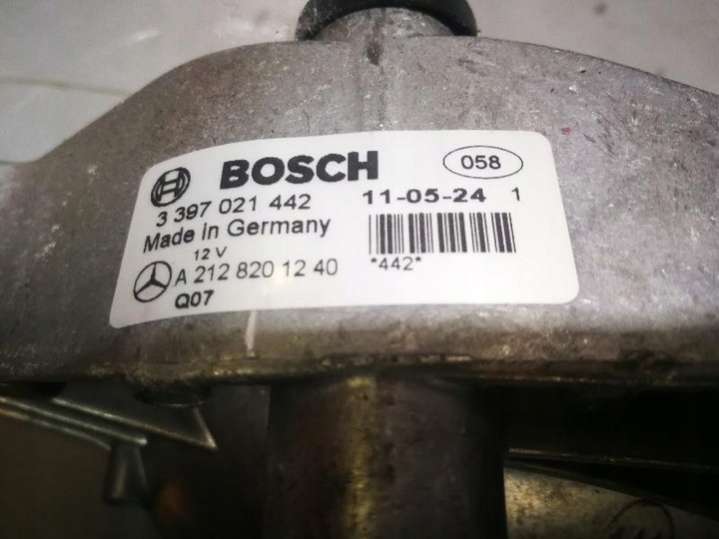 BOSCH 058
3 397 021 442 11-05-24 1
Made in Germany
12 V *442*
A 212 820 12 40
Q07